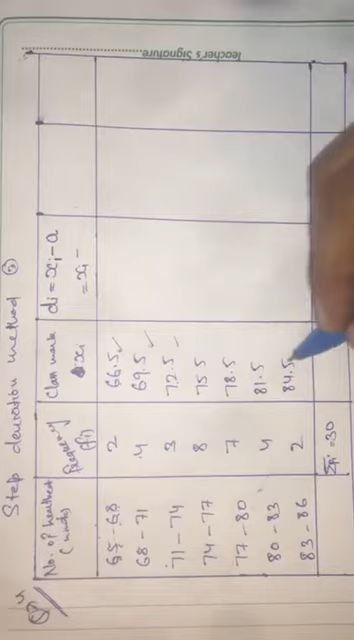 Teacher's Signature
Step deviation method
No. of heartbeat frequency Class mark di = xi - a
(fi) xi = xi -
65 - 68 2 66.5
68 - 71 4 69.5
71 - 74 3 72.5
74 - 77 8 75.5
77 - 80 7 78.5
80 - 83 4 81.5
83 - 86 2 84.5
Σfi = 30